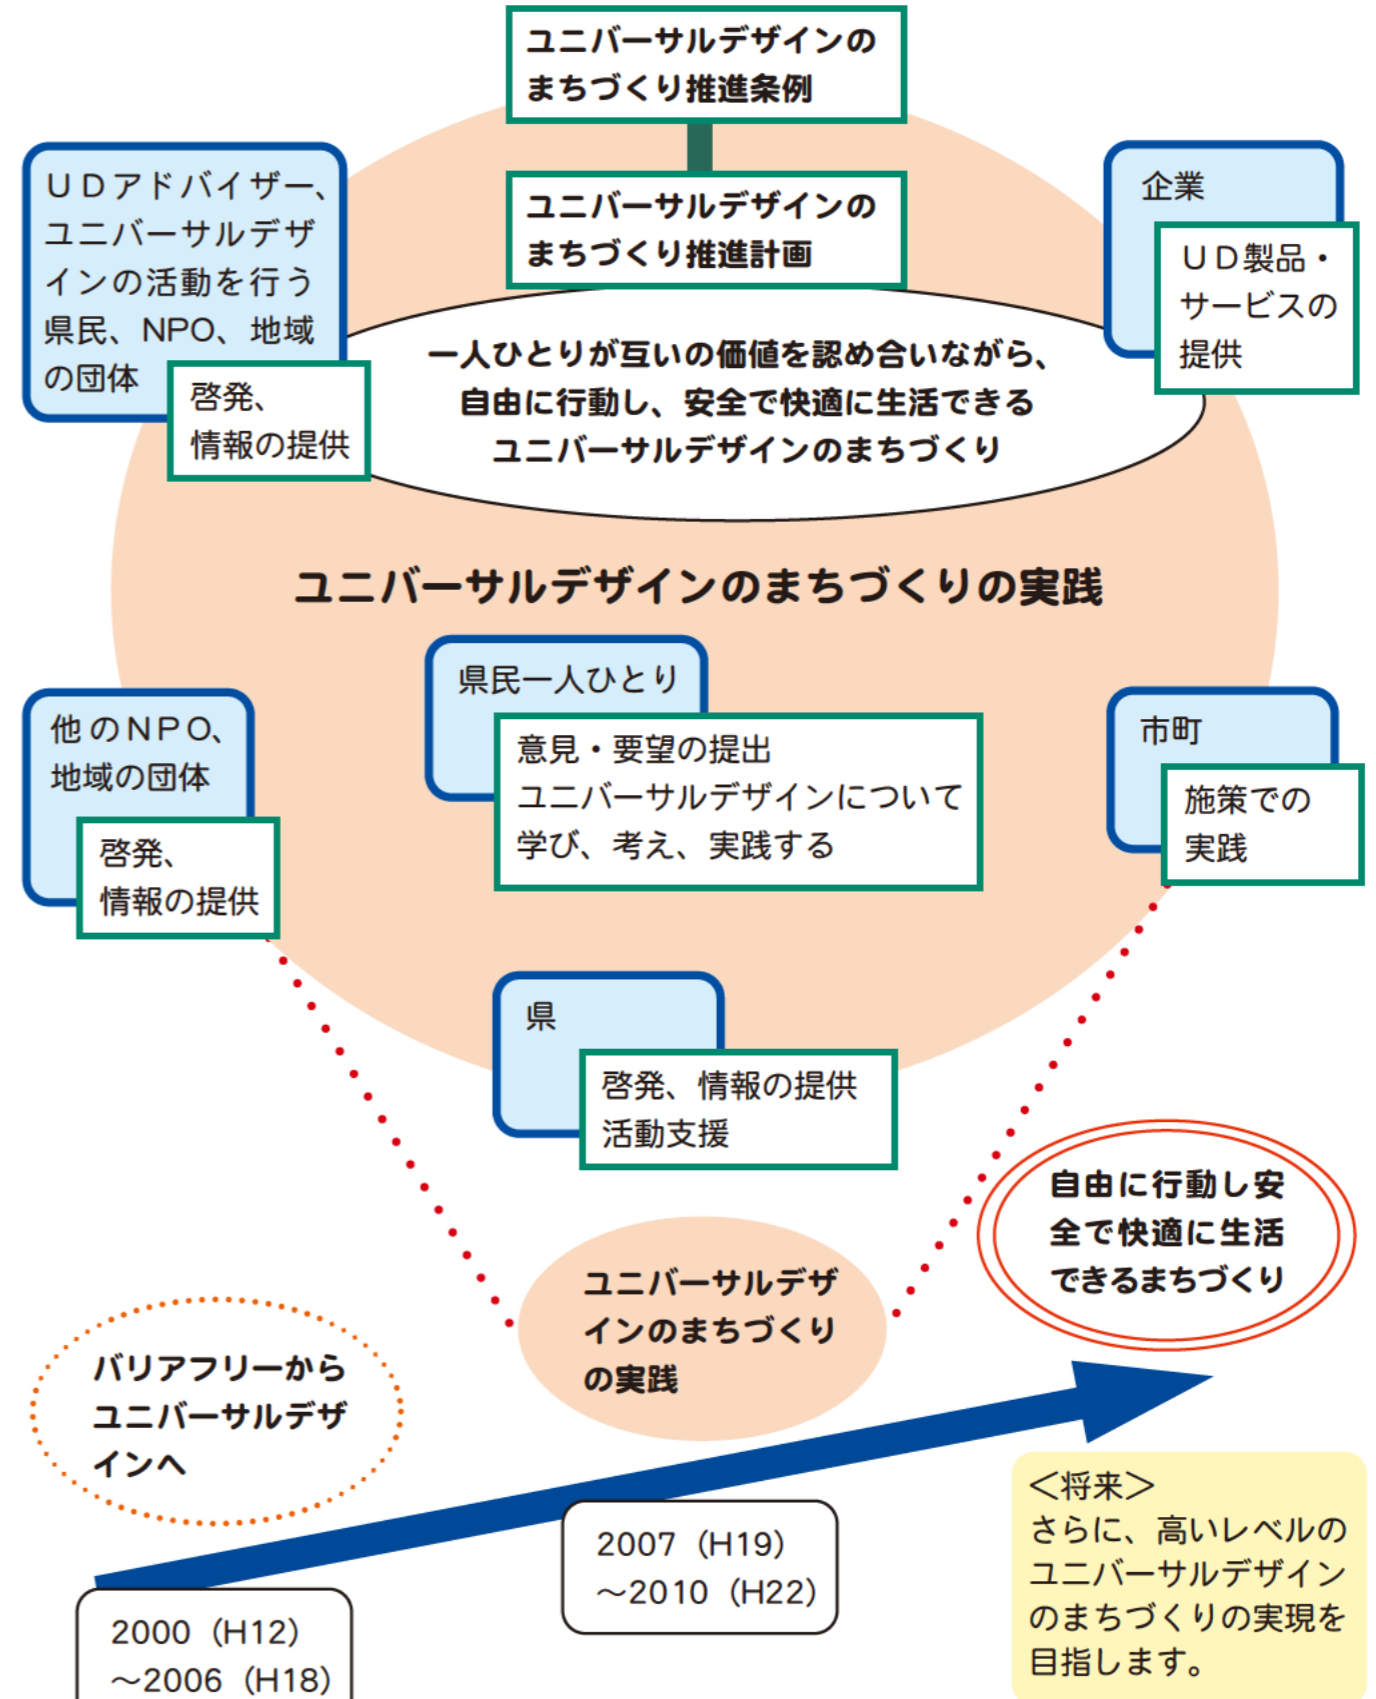 ユニバーサルデザインの
まちづくり推進条例
ユニバーサルデザインの
まちづくり推進計画
ＵＤアドバイザー、
ユニバーサルデザ
インの活動を行う
県民、NPO、地域
の団体
啓発、
情報の提供
企業
ＵＤ製品・
サービスの
提供
一人ひとりが互いの価値を認め合いながら、
自由に行動し、安全で快適に生活できる
ユニバーサルデザインのまちづくり
ユニバーサルデザインのまちづくりの実践
県民一人ひとり
意見・要望の提出
ユニバーサルデザインについて
学び、考え、実践する
他のＮＰＯ、
地域の団体
啓発、
情報の提供
市町
施策での
実践
県
啓発、情報の提供
活動支援
自由に行動し安
全で快適に生活
できるまちづくり
ユニバーサルデザ
インのまちづくり
の実践
バリアフリーから
ユニバーサルデザ
インへ
2000（H12）
～2006（H18）
2007（H19）
～2010（H22）
＜将来＞
さらに、高いレベルの
ユニバーサルデザイン
のまちづくりの実現を
目指します。